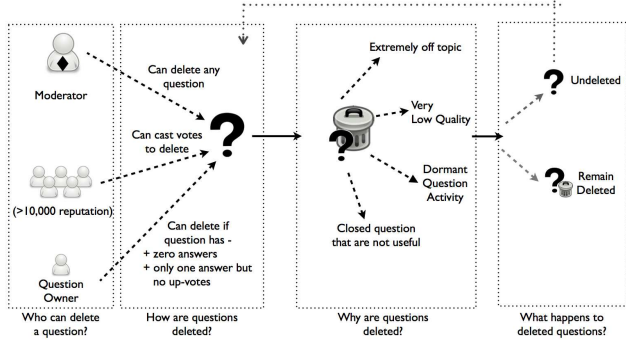 Moderator
(>10,000 reputation)
Question
Owner
Who can delete
a question?
Can delete any
question
Can cast votes
to delete
Can delete if
question has -
+ zero answers
+ only one answer but
no up-votes
How are questions
deleted?
Extremely off topic
Very
Low Quality
Dormant
Question
Activity
Closed question
that are not useful
Why are questions
deleted?
Undeleted
Remain
Deleted
What happens to
deleted questions?